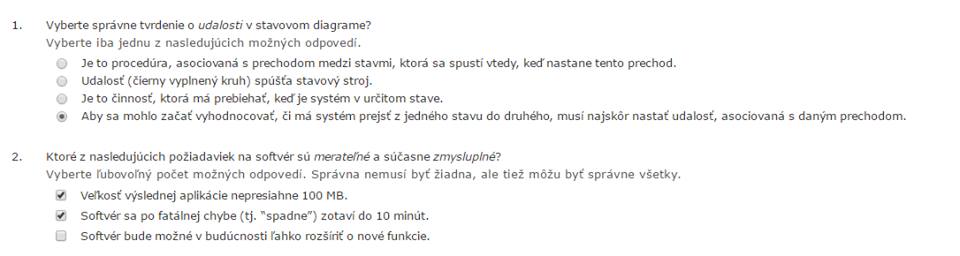 1. Vyberte správne tvrdenie o udalosti v stavovom diagrame?
Vyberte iba jednu z nasledujúcich možných odpovedí.
Je to procedúra, asociovaná s prechodom medzi stavmi, ktorá sa spustí vtedy, keď nastane tento prechod.
Udalosť (čierny vyplnený kruh) spúšťa stavový stroj.
Je to činnosť, ktorá má prebiehať, keď je systém v určitom stave.
Aby sa mohlo začať vyhodnocovať, či má systém prejsť z jedného stavu do druhého, musí najskôr nastať udalosť, asociovaná s daným prechodom.
2. Ktoré z nasledujúcich požiadaviek na softvér sú merateľné a súčasne zmysluplné?
Vyberte ľubovoľný počet možných odpovedí. Správna nemusí byť žiadna, ale tiež môžu byť správne všetky.
Veľkosť výslednej aplikácie nepresiahne 100 MB.
Softvér sa po fatálnej chybe (tj. "spadne") zotaví do 10 minút.
Softvér bude možné v budúcnosti ľahko rozšíriť o nové funkcie.